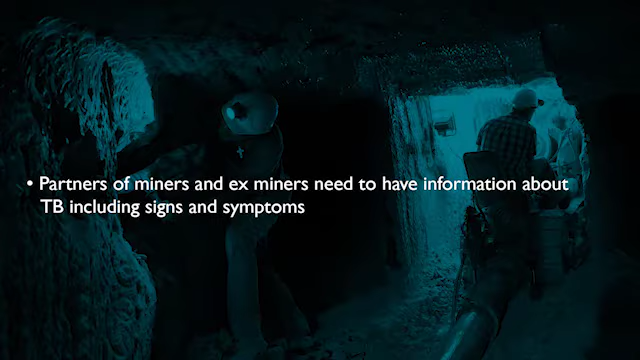 • Partners of miners and ex miners need to have information about
TB including signs and symptoms